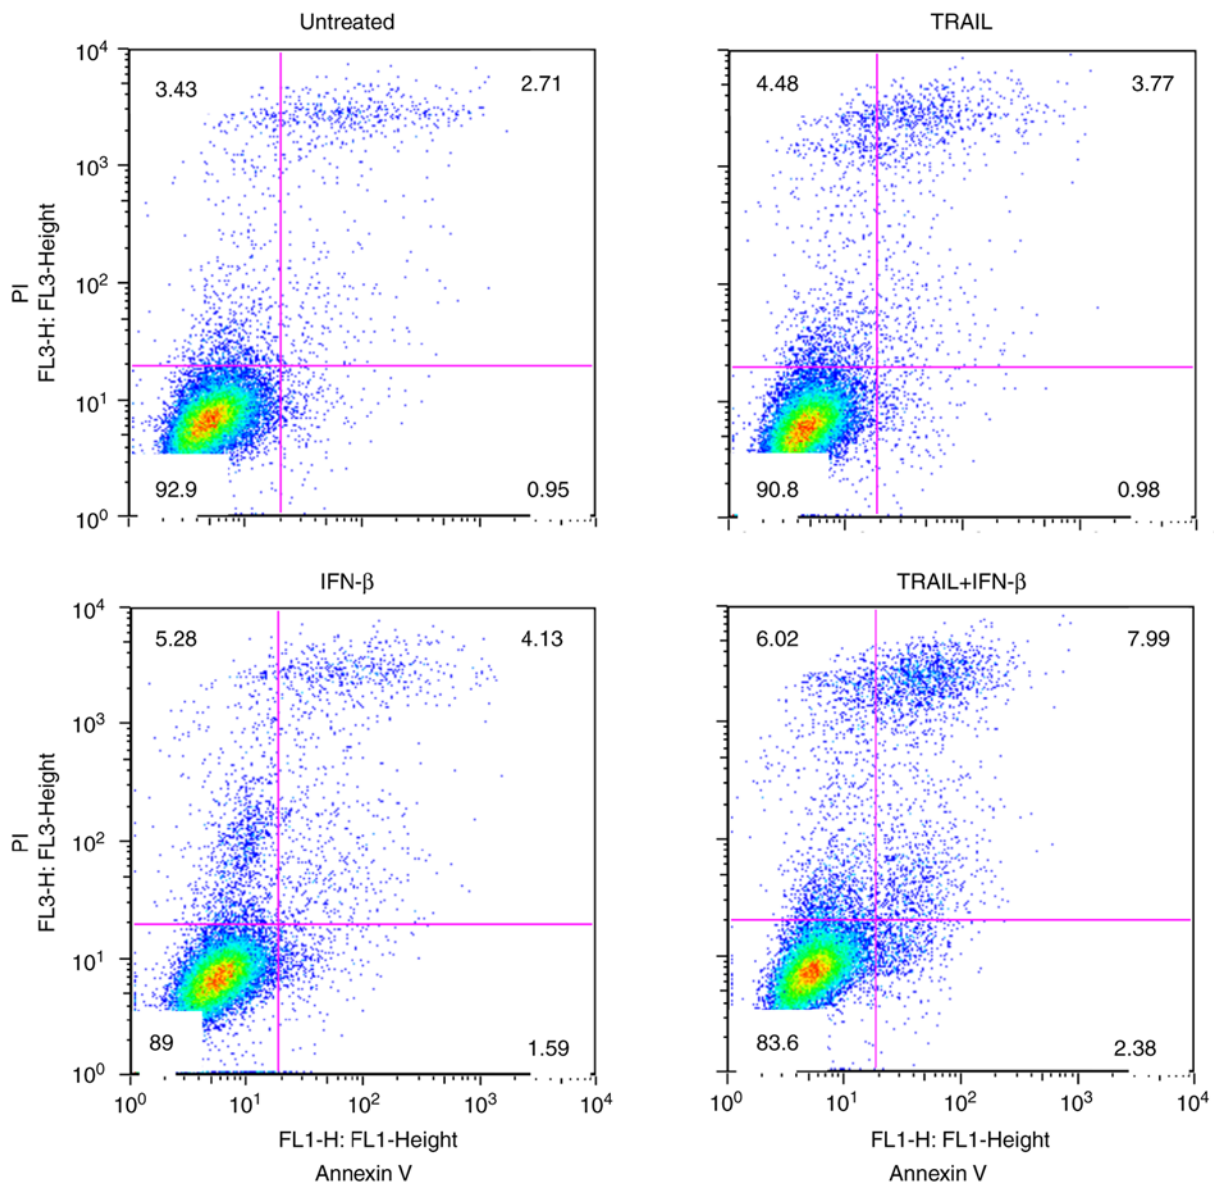 Untreated
TRAIL
10⁴
3.43
2.71
4.48
3.77
10³
PI
FL3-H: FL3-Height
10²
10¹
92.9
0.95
90.8
0.98
10⁰
IFN-β
TRAIL+IFN-β
10⁴
5.28
4.13
6.02
7.99
10³
PI
FL3-H: FL3-Height
10²
10¹
89
1.59
83.6
2.38
10⁰
10⁰ 10¹ 10² 10³ 10⁴
10⁰ 10¹ 10² 10³ 10⁴
FL1-H: FL1-Height
FL1-H: FL1-Height
Annexin V
Annexin V